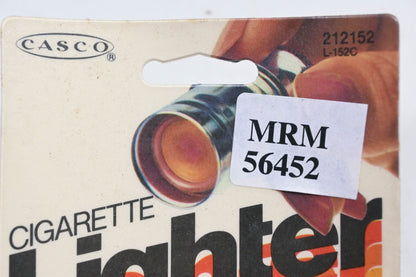 CASCO®
212152
L-152C
MRM
56452
CIGARETTE
Lighter